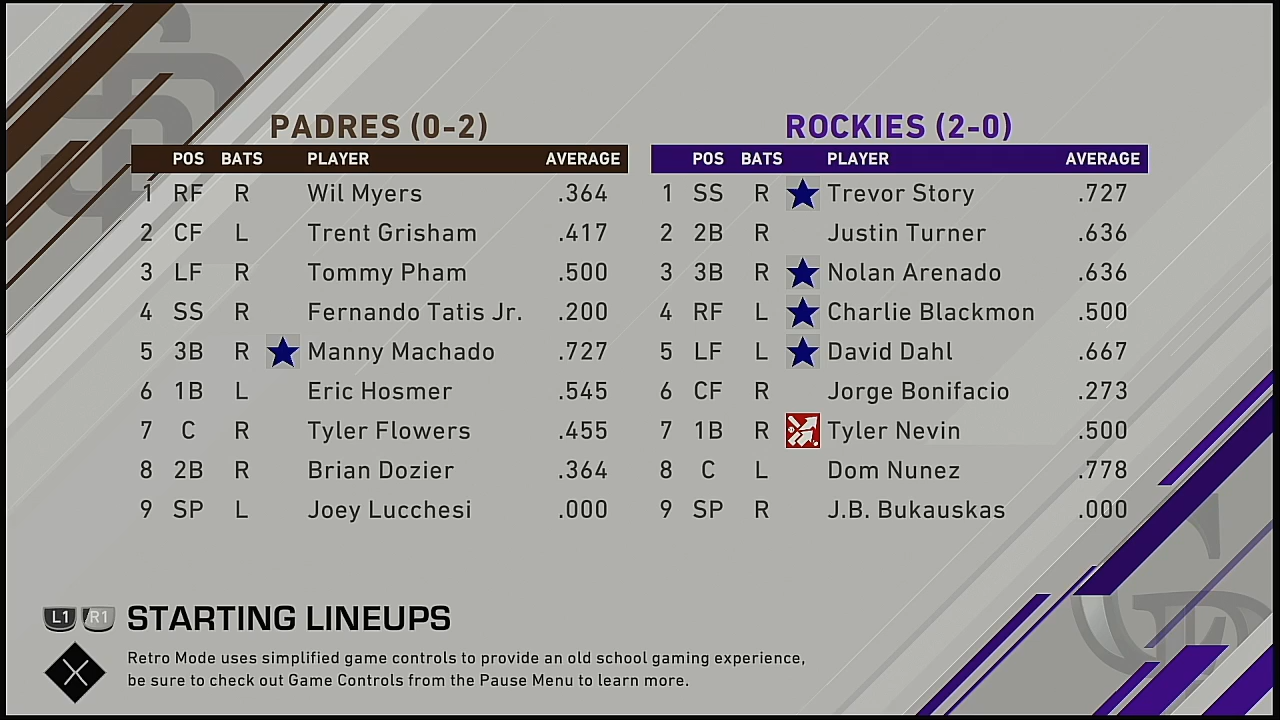 PADRES (0-2)
POS BATS PLAYER AVERAGE
1 RF R Wil Myers .364
2 CF L Trent Grisham .417
3 LF R Tommy Pham .500
4 SS R Fernando Tatis Jr. .200
5 3B R Manny Machado .727
6 1B L Eric Hosmer .545
7 C R Tyler Flowers .455
8 2B R Brian Dozier .364
9 SP L Joey Lucchesi .000
ROCKIES (2-0)
POS BATS PLAYER AVERAGE
1 SS R Trevor Story .727
2 2B R Justin Turner .636
3 3B R Nolan Arenado .636
4 RF L Charlie Blackmon .500
5 LF L David Dahl .667
6 CF R Jorge Bonifacio .273
7 1B R Tyler Nevin .500
8 C L Dom Nunez .778
9 SP R J.B. Bukauskas .000
L1 R1 STARTING LINEUPS
Retro Mode uses simplified game controls to provide an old school gaming experience,
be sure to check out Game Controls from the Pause Menu to learn more.